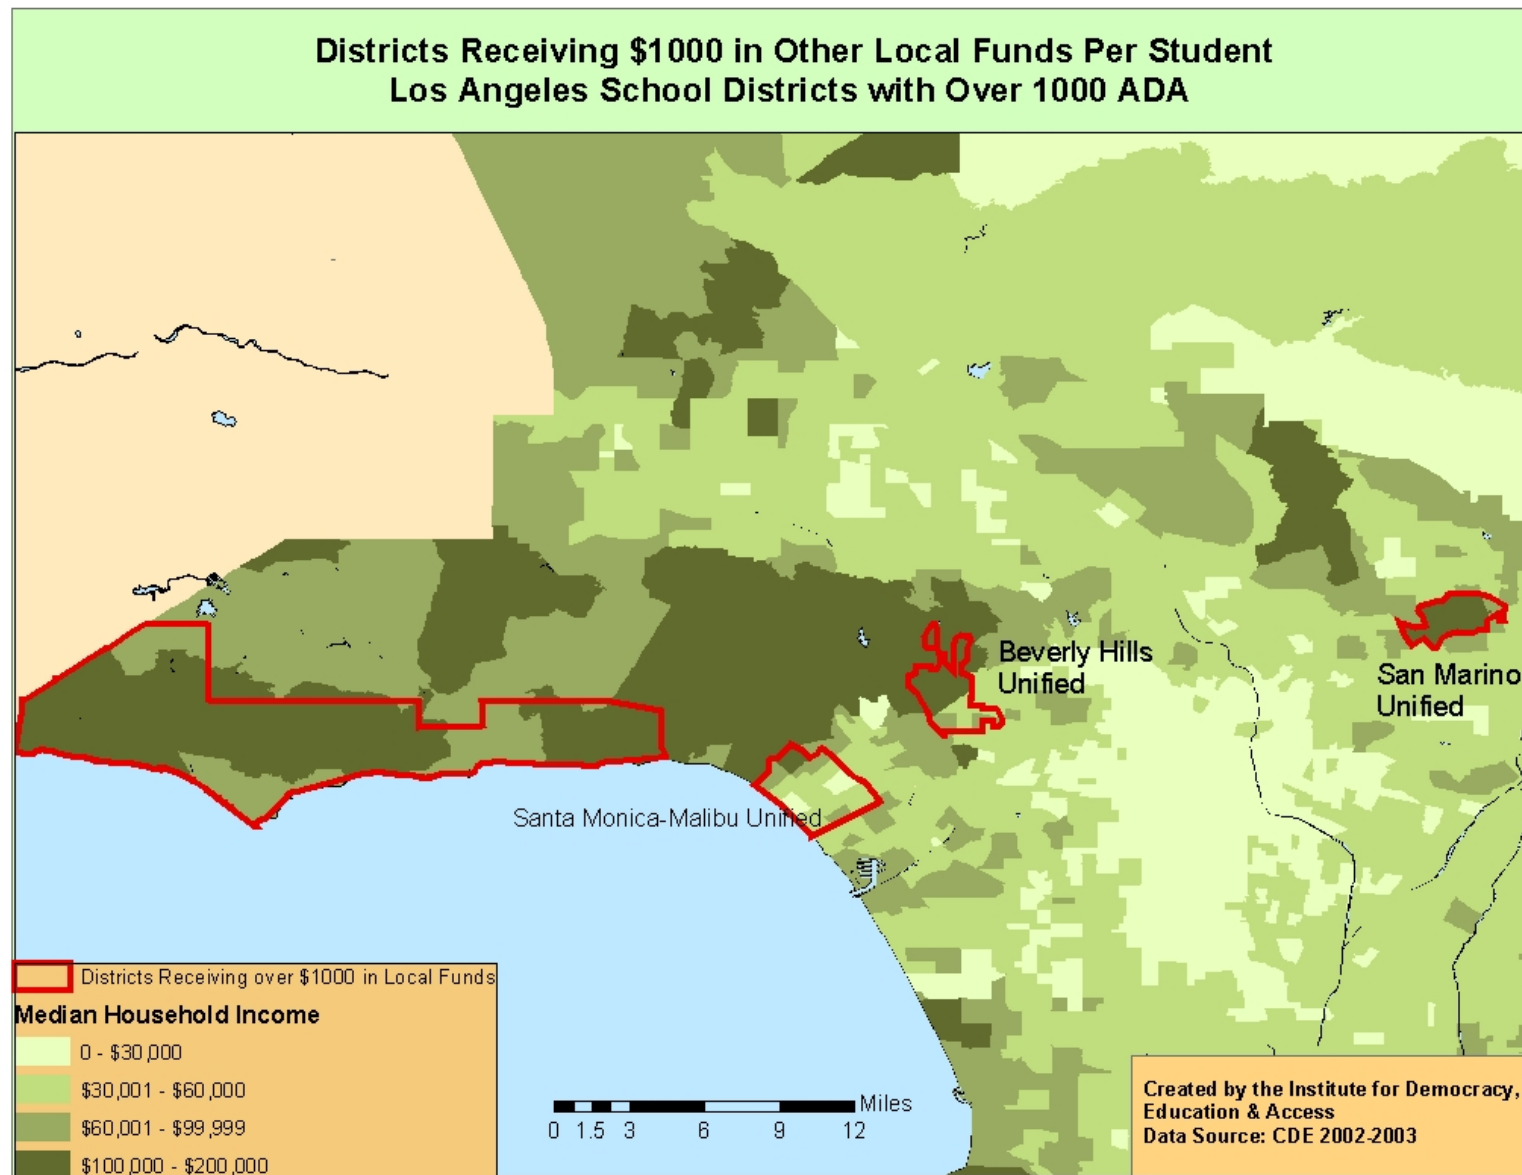 Districts Receiving $1000 in Other Local Funds Per Student
Los Angeles School Districts with Over 1000 ADA
Beverly Hills
Unified
San Marino
Unified
Santa Monica-Malibu Unified
Districts Receiving over $1000 in Local Funds
Median Household Income
0 - $30,000
$30,001 - $60,000
$60,001 - $99,999
$100,000 - $200,000
Miles
0 1.5 3 6 9 12
Created by the Institute for Democracy,
Education & Access
Data Source: CDE 2002-2003